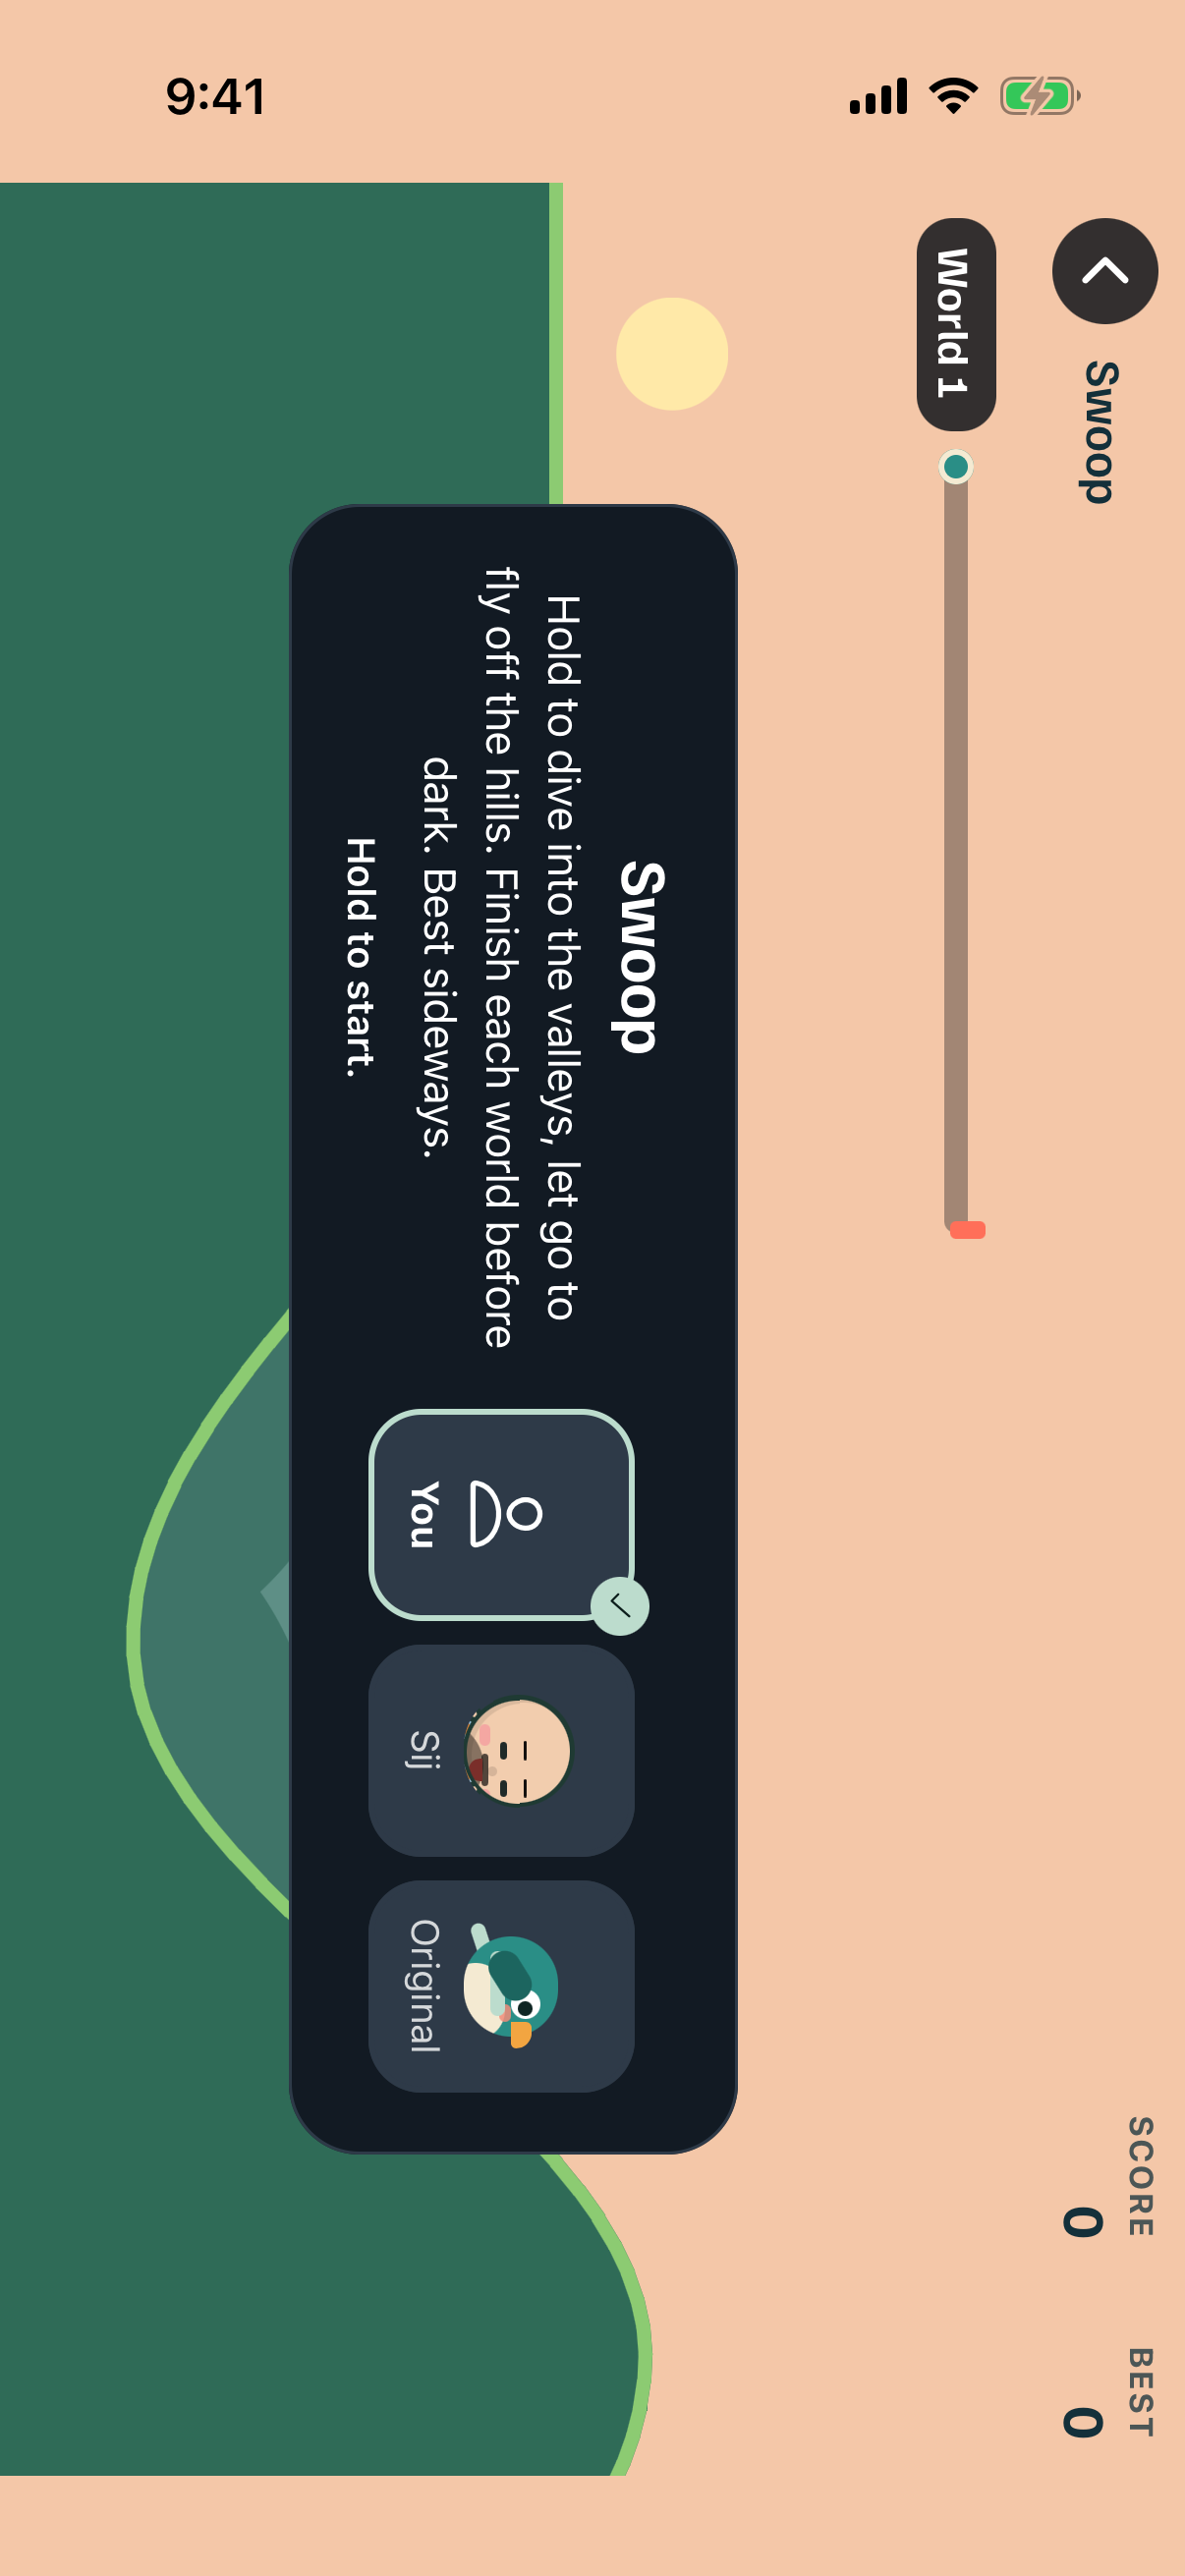 9:41
Swoop
SCORE
0
BEST
0
World 1
Swoop
Hold to dive into the valleys, let go to
fly off the hills. Finish each world before
dark. Best sideways.
Hold to start.
You
Sij
Original